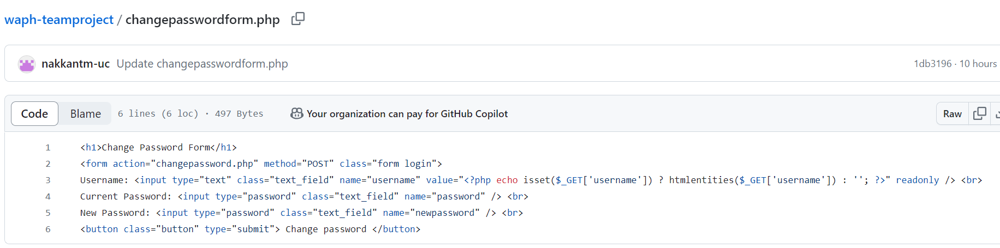 waph-teamproject / changepasswordform.php
nakkantm-uc Update changepasswordform.php 1db3196 · 10 hours
Code Blame 6 lines (6 loc) · 497 Bytes Your organization can pay for GitHub Copilot Raw
1 <h1>Change Password Form</h1>
2 <form action="changepassword.php" method="POST" class="form login">
3 Username: <input type="text" class="text_field" name="username" value="<?php echo isset($_GET['username']) ? htmlentities($_GET['username']) : ''; ?>" readonly /> <br>
4 Current Password: <input type="password" class="text_field" name="password" /> <br>
5 New Password: <input type="password" class="text_field" name="newpassword" /> <br>
6 <button class="button" type="submit"> Change password </button>